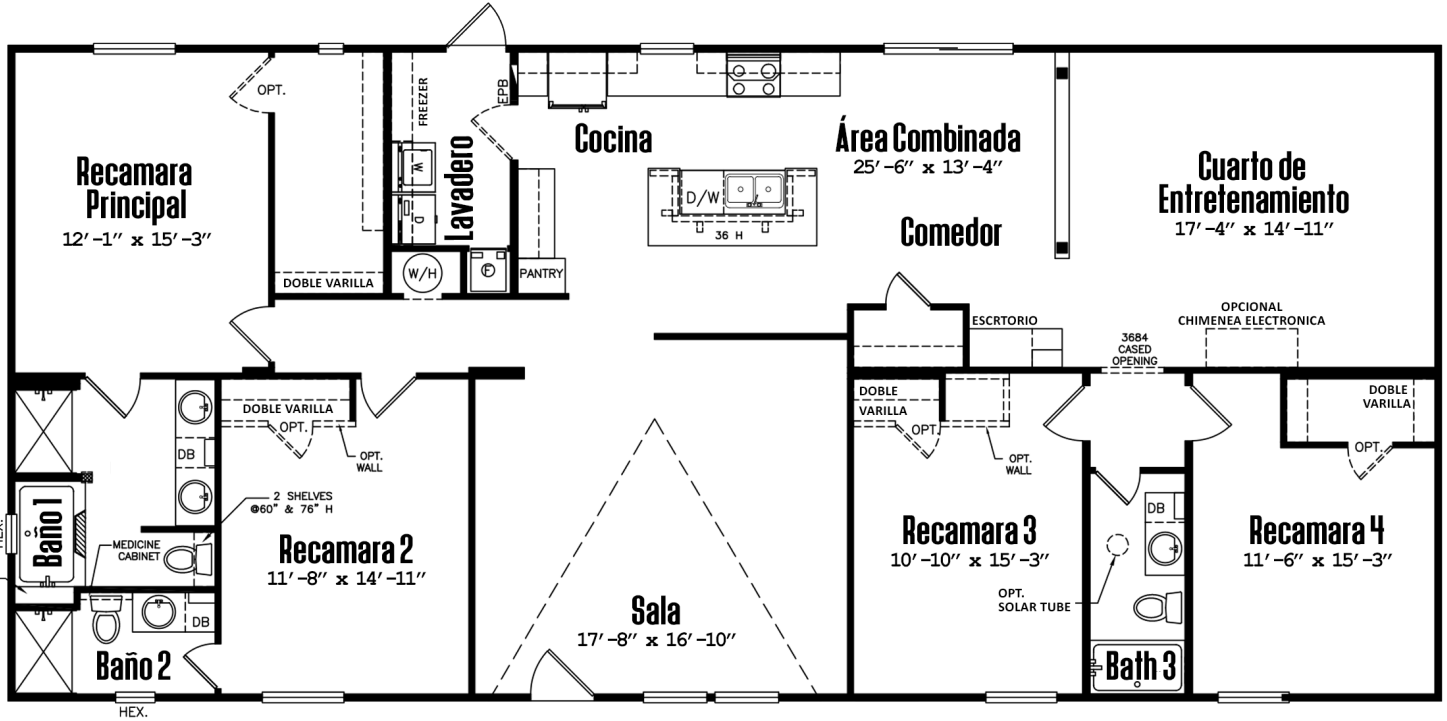 OPT.
FREEZER
EPB
Recamara
Principal
12'-1" x 15'-3"
W
D
Lavadero
Cocina
Área Combinada
25'-6" x 13'-4"
Cuarto de
Entretenimiento
17'-4" x 14'-11"
D/W
36 H
Comedor
DOBLE VARILLA
W/H
F
PANTRY
ESCRTORIO
OPCIONAL
CHIMENEA ELECTRONICA
3684
CASED
OPENING
DOBLE VARILLA
OPT.
OPT.
WALL
DB
2 SHELVES
@60" & 76" H
DOBLE
VARILLA
OPT.
OPT.
WALL
DOBLE
VARILLA
OPT.
HEX.
Baño 1
MEDICINE
CABINET
Recamara 2
11'-8" x 14'-11"
Recamara 3
10'-10" x 15'-3"
DB
Recamara 4
11'-6" x 15'-3"
OPT.
SOLAR TUBE
Sala
17'-8" x 16'-10"
DB
Baño 2
Bath 3
HEX.